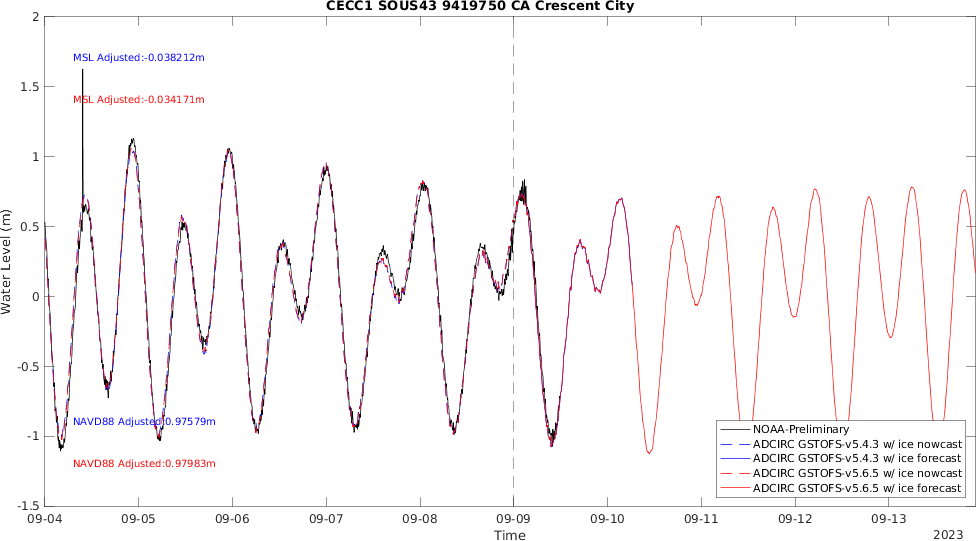 CECC1 SOUS43 9419750 CA Crescent City
2
1.5
1
0.5
0
-0.5
-1
-1.5
Water Level (m)
MSL Adjusted:-0.038212m
MSL Adjusted:-0.034171m
NAVD88 Adjusted:0.97579m
NAVD88 Adjusted:0.97983m
NOAA-Preliminary
ADCIRC GSTOFS-v5.4.3 w/ ice nowcast
ADCIRC GSTOFS-v5.4.3 w/ ice forecast
ADCIRC GSTOFS-v5.6.5 w/ ice nowcast
ADCIRC GSTOFS-v5.6.5 w/ ice forecast
09-04 09-05 09-06 09-07 09-08 09-09 09-10 09-11 09-12 09-13
Time
2023